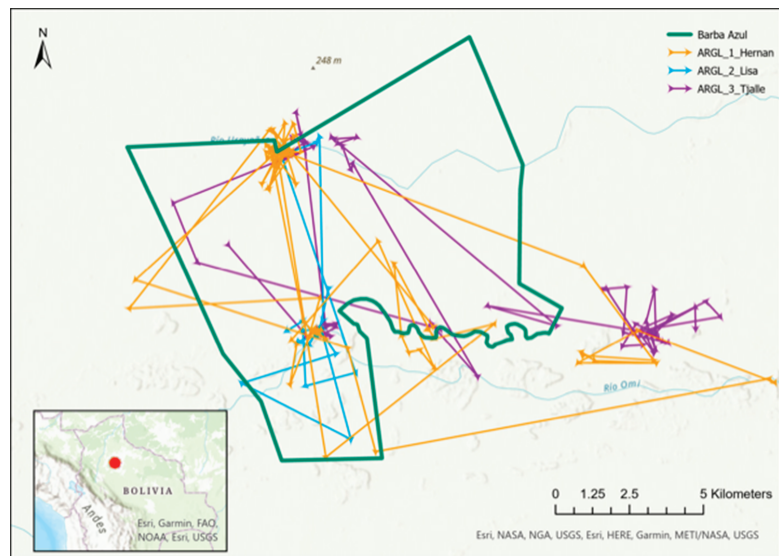 N
248 m
Barba Azul
ARGL_1_Hernan
ARGL_2_Lisa
ARGL_3_Tjalle
Río
Río Omi
BOLIVIA
Andes
Esri, Garmin, FAO,
NOAA, Esri, USGS
0 1.25 2.5 5 Kilometers
Esri, NASA, NGA, USGS, Esri, HERE, Garmin, METI/NASA, USGS